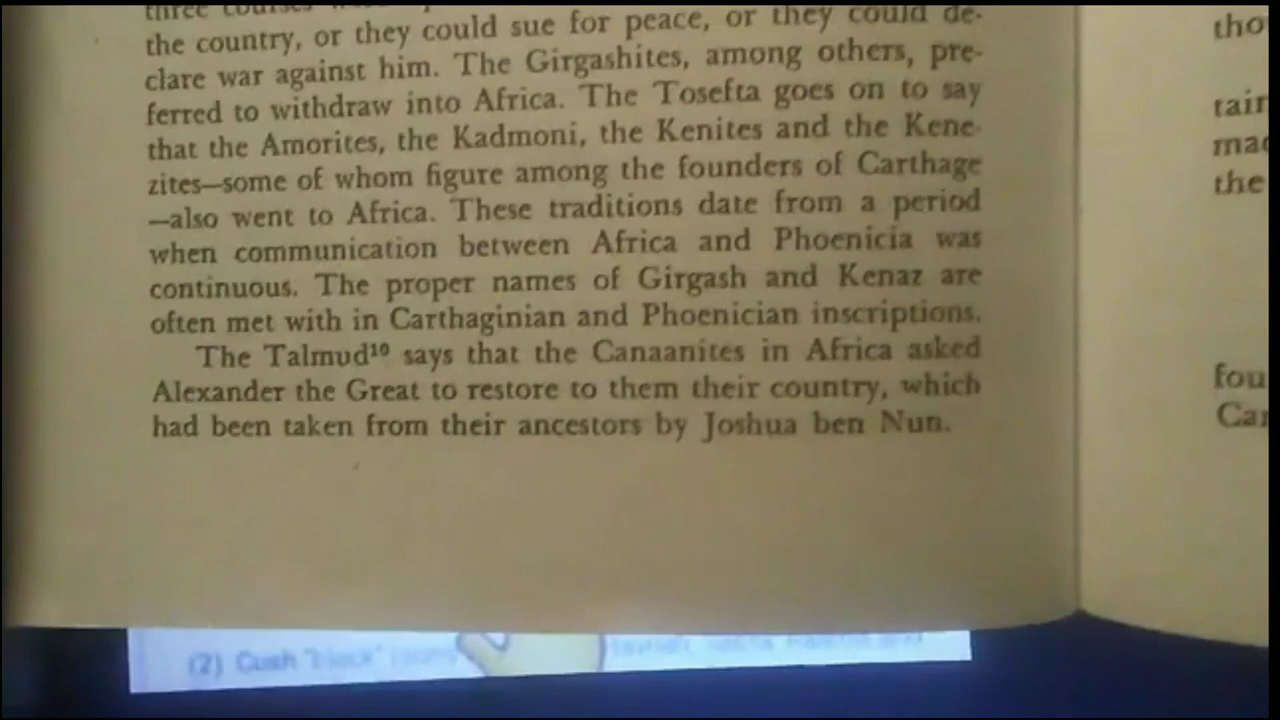 three courses
the country, or they could sue for peace, or they could de-
clare war against him. The Girgashites, among others, pre-
ferred to withdraw into Africa. The Tosefta goes on to say
that the Amorites, the Kadmoni, the Kenites and the Kene-
zites—some of whom figure among the founders of Carthage
—also went to Africa. These traditions date from a period
when communication between Africa and Phoenicia was
continuous. The proper names of Girgash and Kenaz are
often met with in Carthaginian and Phoenician inscriptions.
The Talmud¹⁰ says that the Canaanites in Africa asked
Alexander the Great to restore to them their country, which
had been taken from their ancestors by Joshua ben Nun.
tho
tair
mac
the
fou
Car
(2) Cush "black"